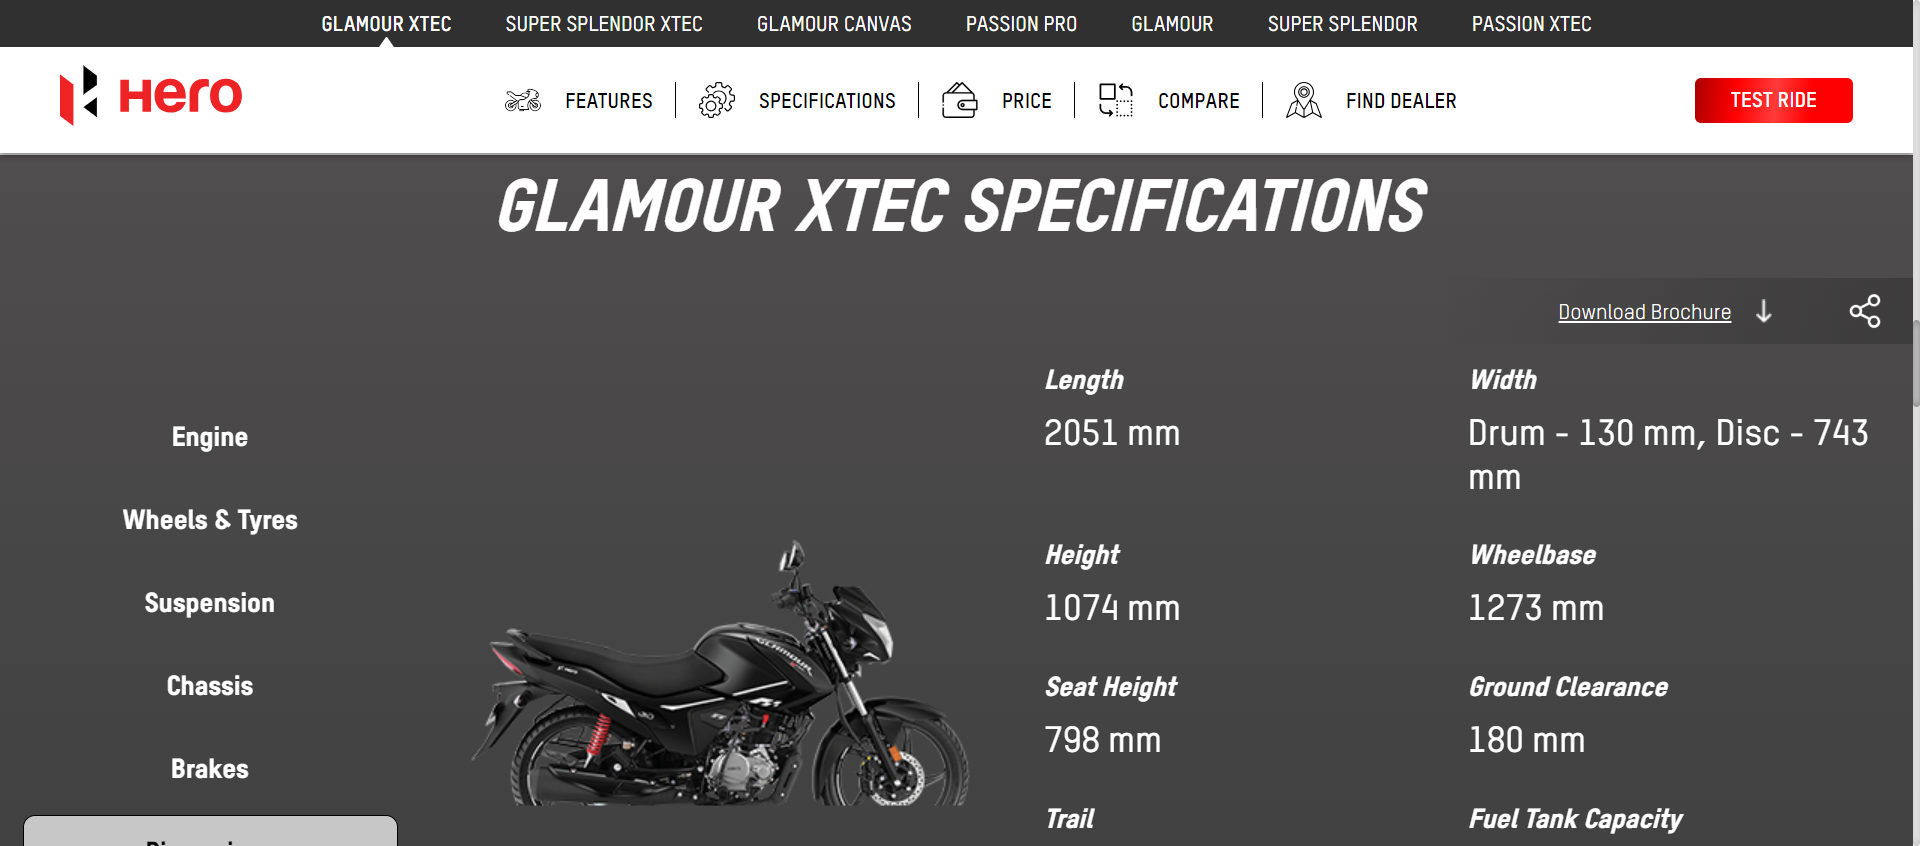 GLAMOUR XTEC SUPER SPLENDOR XTEC GLAMOUR CANVAS PASSION PRO GLAMOUR SUPER SPLENDOR PASSION XTEC
Hero FEATURES SPECIFICATIONS PRICE COMPARE FIND DEALER TEST RIDE
GLAMOUR XTEC SPECIFICATIONS
Download Brochure
Engine
Wheels & Tyres
Suspension
Chassis
Brakes
GLAMOUR
Length
2051 mm
Width
Drum - 130 mm, Disc - 743
mm
Height
1074 mm
Wheelbase
1273 mm
Seat Height
798 mm
Ground Clearance
180 mm
Trail
Fuel Tank Capacity